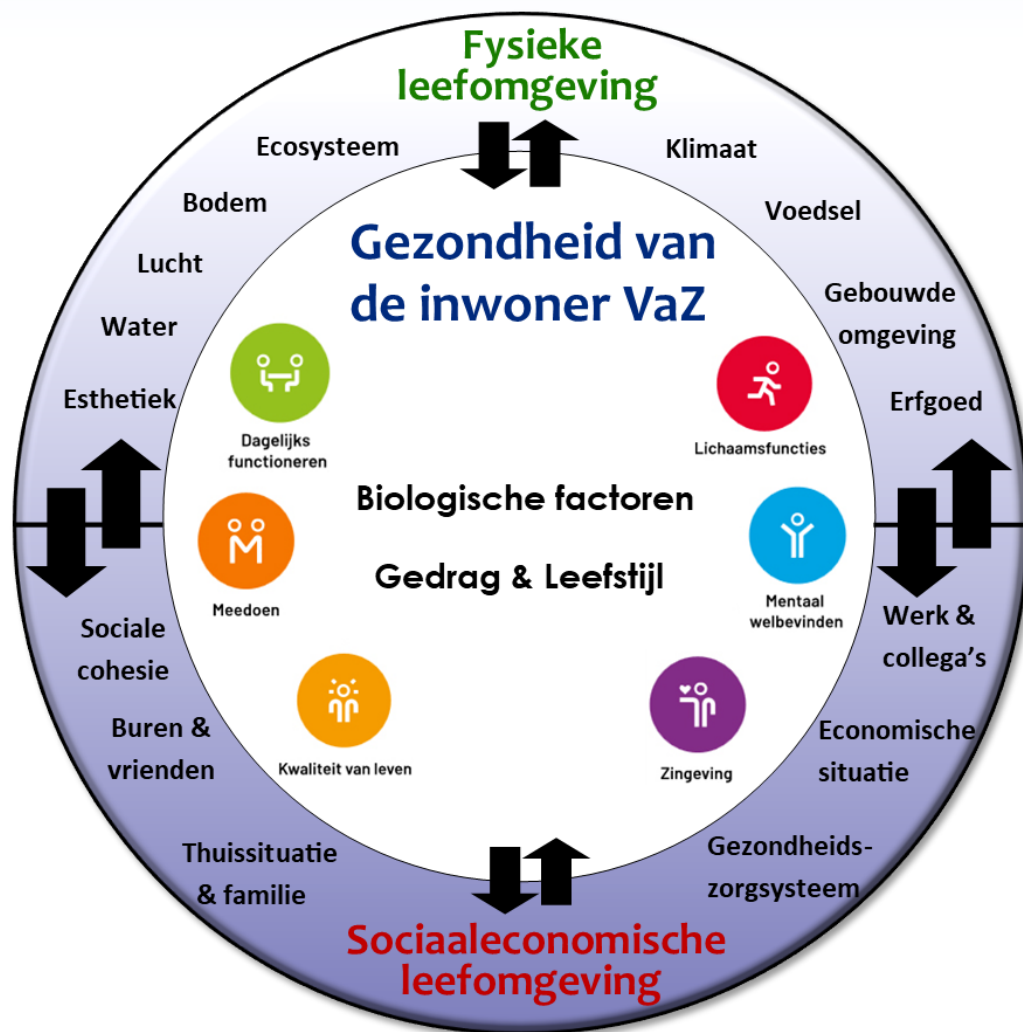 Fysieke
leefomgeving
Ecosysteem
Klimaat
Bodem
Voedsel
Lucht
Gebouwde
omgeving
Water
Esthetiek
Erfgoed
Gezondheid van
de inwoner VaZ
Dagelijks
functioneren
Lichaamsfuncties
Biologische factoren
Gedrag & Leefstijl
Meedoen
Mentaal
welbevinden
Kwaliteit van leven
Zingeving
Sociale
cohesie
Werk &
collega's
Buren &
vrienden
Economische
situatie
Thuissituatie
& familie
Gezondheids-
zorgsysteem
Sociaaleconomische
leefomgeving